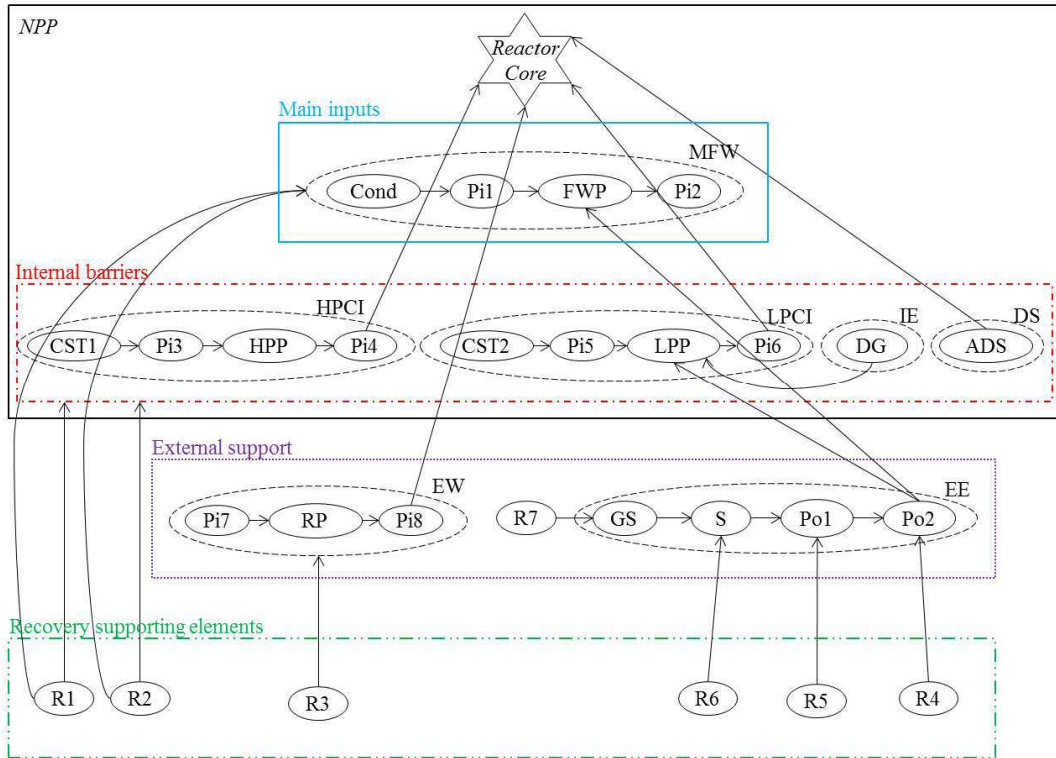 NPP
Reactor
Core
Main inputs
MFW
Cond Pi1 FWP Pi2
Internal barriers
HPCI LPCI IE DS
CST1 Pi3 HPP Pi4 CST2 Pi5 LPP Pi6 DG ADS
External support
EW EE
Pi7 RP Pi8 R7 GS S Po1 Po2
Recovery supporting elements
R1 R2 R3 R6 R5 R4